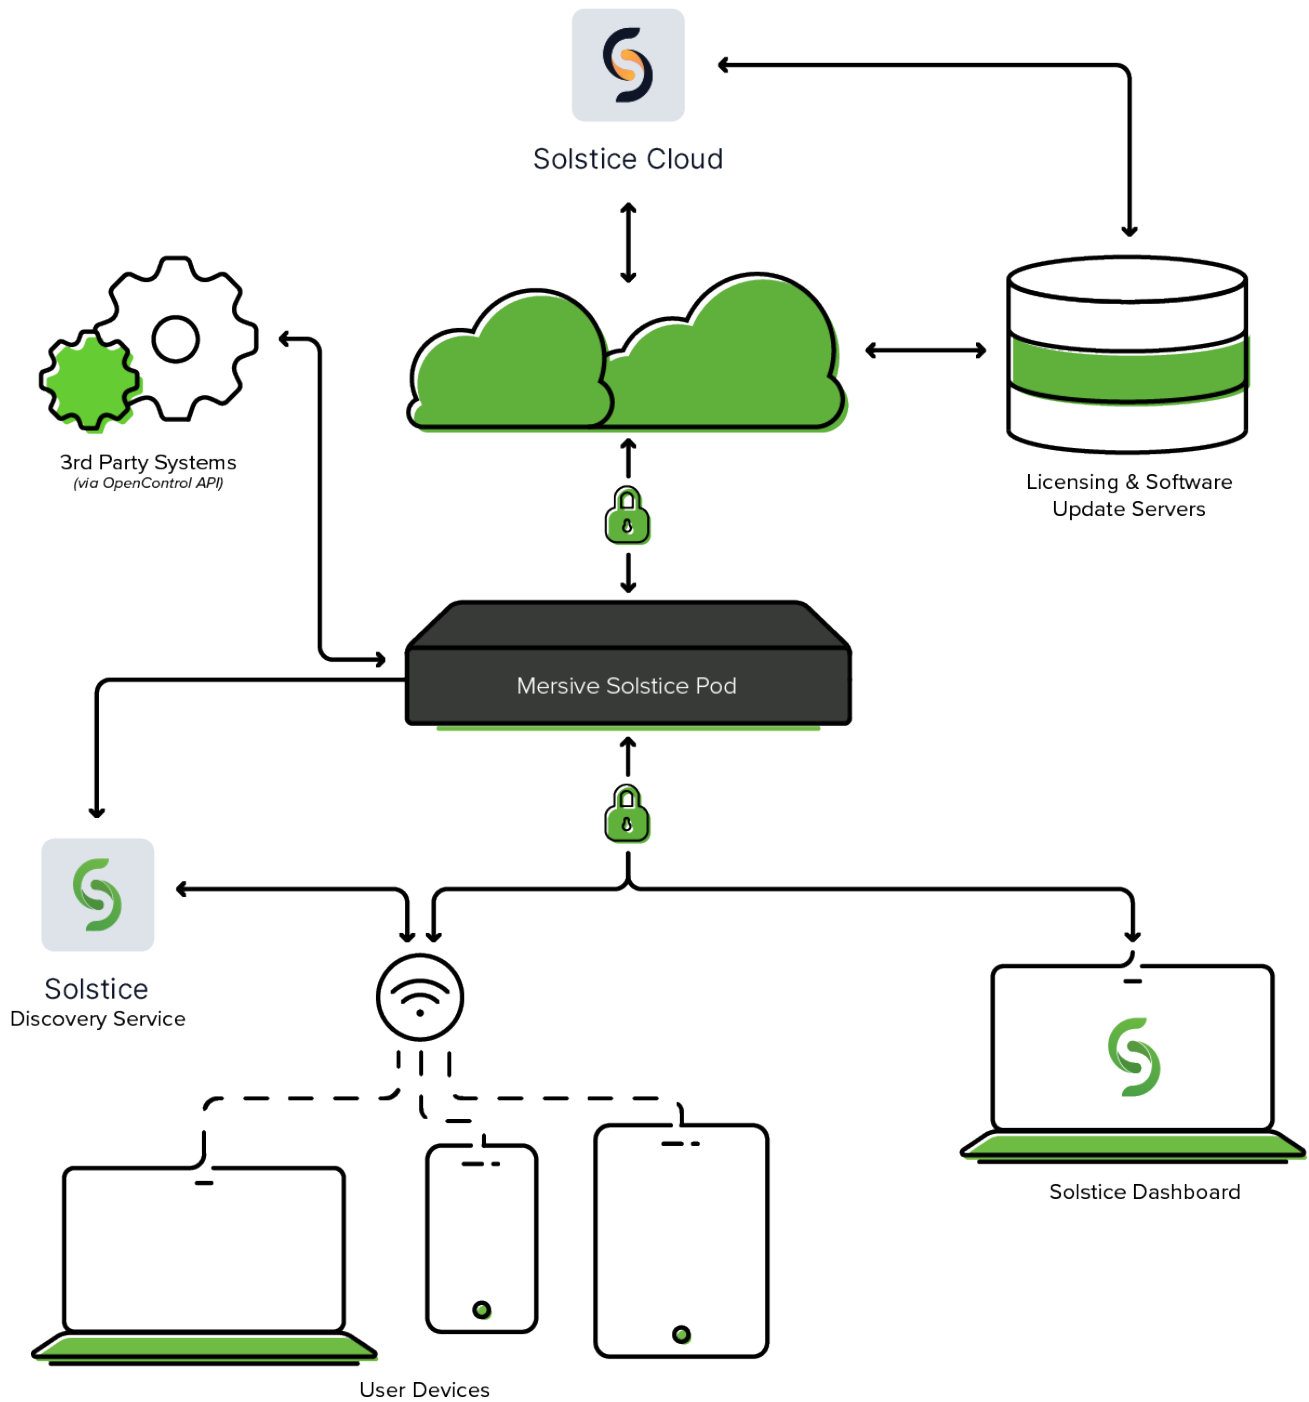 Solstice Cloud
3rd Party Systems
(via OpenControl API)
Licensing & Software
Update Servers
Mersive Solstice Pod
Solstice
Discovery Service
Solstice Dashboard
User Devices